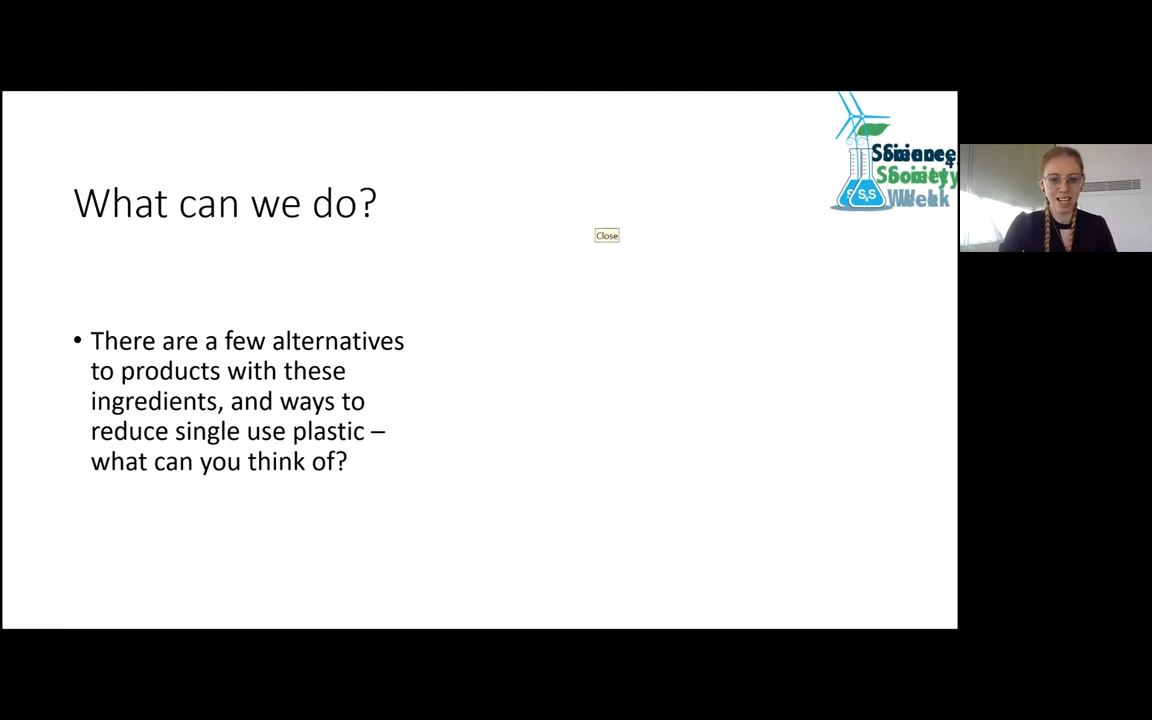 What can we do?
Close
• There are a few alternatives
to products with these
ingredients, and ways to
reduce single use plastic –
what can you think of?
Science
Society
Week